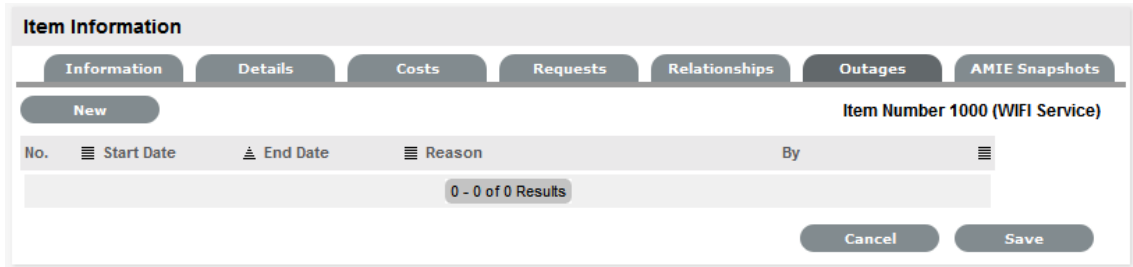 Item Information
Information Details Costs Requests Relationships Outages AMIE Snapshots
New Item Number 1000 (WIFI Service)
No. Start Date End Date Reason By
0 - 0 of 0 Results
Cancel Save